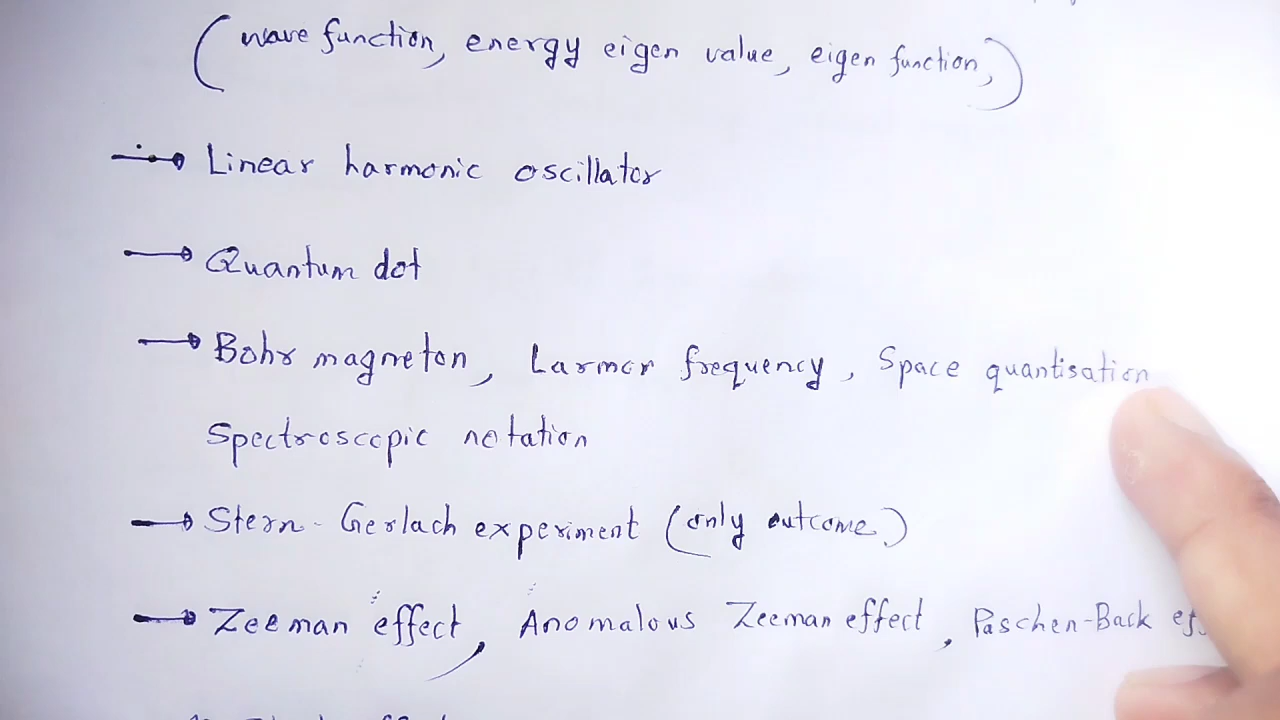 (wave function, energy eigen value, eigen function,)
Linear harmonic oscillator
Quantum dot
Bohr magneton, Larmor frequency, Space quantisation
Spectroscopic notation
Stern-Gerlach experiment (only outcome)
Zeeman effect, Anomalous Zeeman effect, Paschen-Back